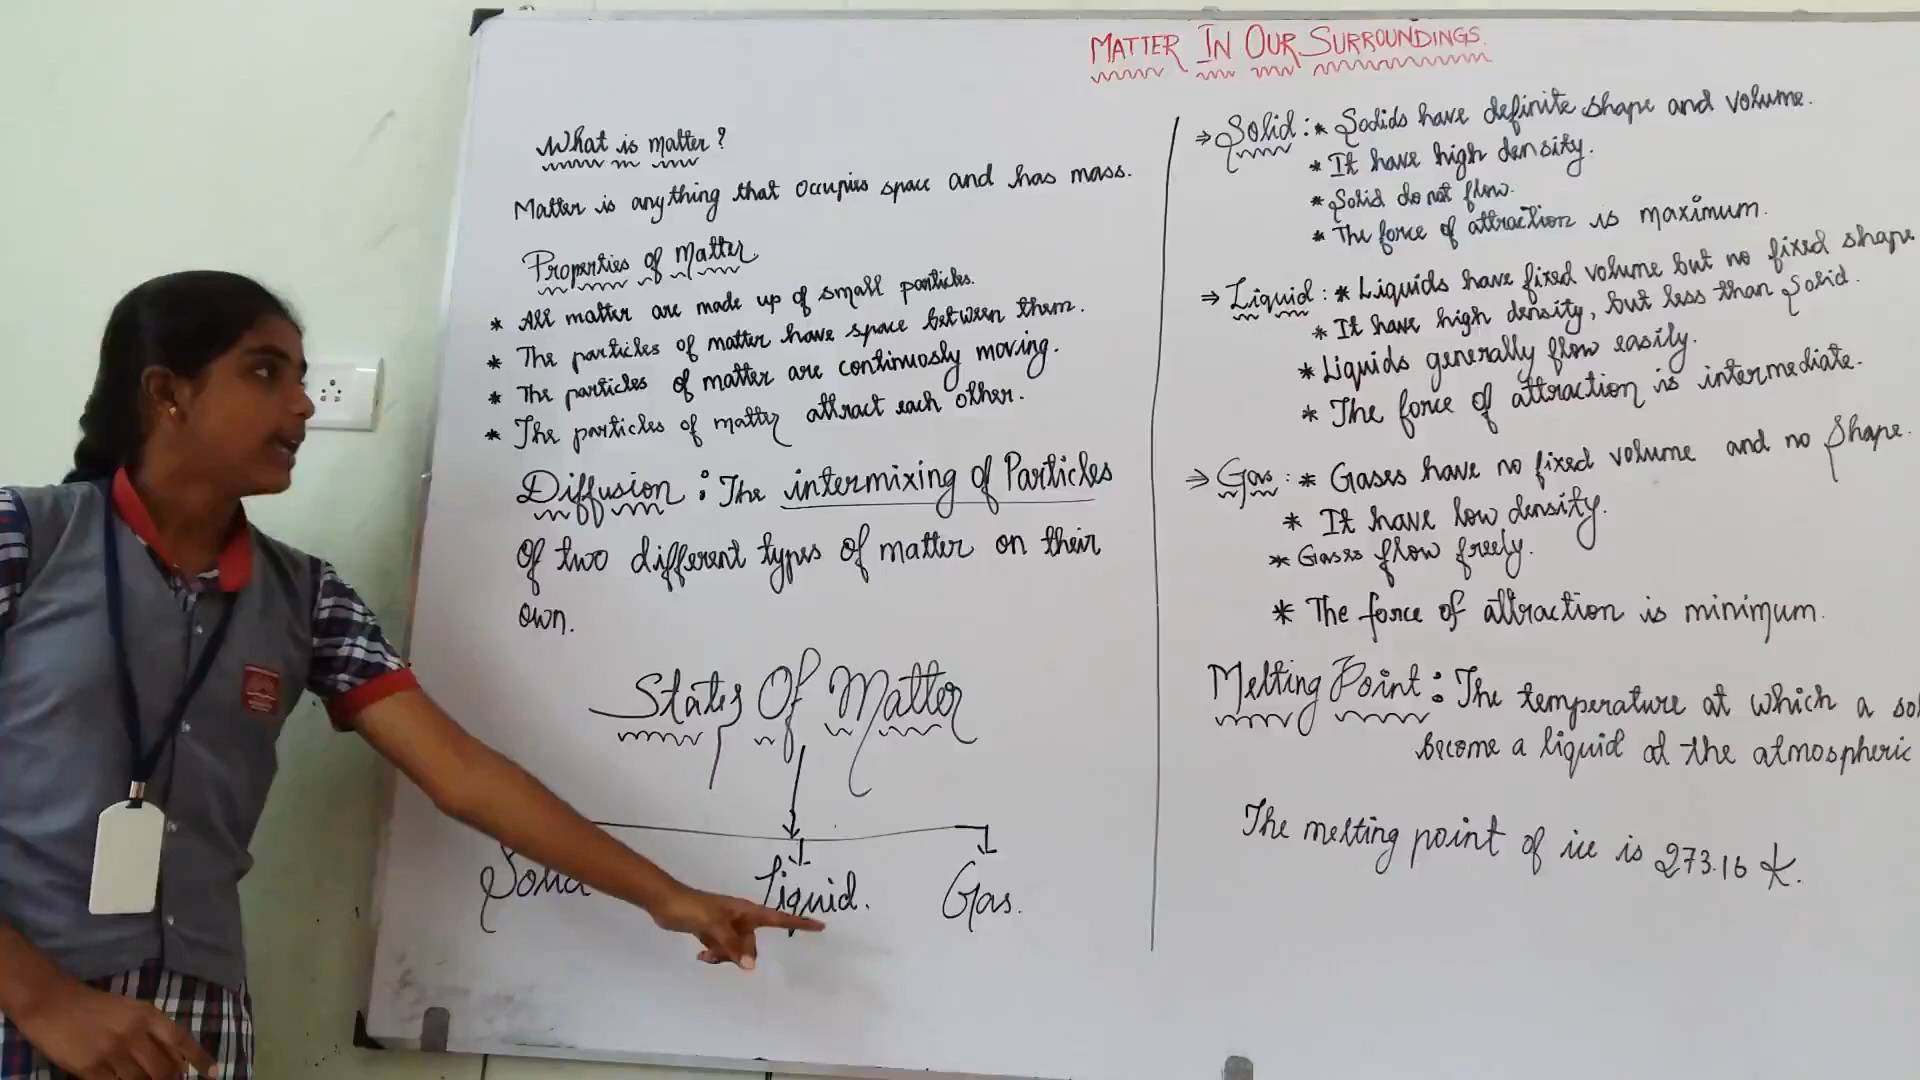 MATTER IN OUR SURROUNDINGS.
What is matter?
Matter is anything that occupies space and has mass.
Properties of Matter.
* All matter are made up of small particles.
* The particles of matter have space between them.
* The particles of matter are continuosly moving.
* The particles of matter attract each other.
Diffusion : The intermixing of Particles
Of two different types of matter on their
own.
States Of Matter
Solid
Liquid.
Gas.
⇒ Solid : * Sodids have definite shape and volume.
* It have high density.
* Solid do not flow.
* The force of attraction is maximum.
⇒ Liquid : * Liquids have fixed volume but no fixed shape
* It have high density, but less than Solid.
* Liquids generally flow easily.
* The force of attraction is intermediate.
⇒ Gas : * Gases have no fixed volume and no Shape.
* It have low density.
* Gases flow freely.
* The force of attraction is minimum.
Melting Point : The temperature at which a sol
become a liquid at the atmospheric
The melting point of ice is 273.16 K.